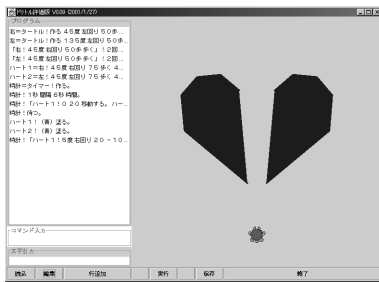 ドリトル評価版 V0.09 (2001/1/27)
プログラム
右=タートル!作る 45度 左回り 50歩...
左=タートル!作る 135度 左回り 50歩...
「右!45度 右回り 50歩 歩く」!2回...
「左!45度 左回り 50歩 歩く」!2回...
ハート1=右!45度 右回り 75歩 歩く 4...
ハート2=左!45度 左回り 75歩 歩く 4...
時計=タイマー!作る。
時計!1秒 間隔 6秒 時間。
時計!「ハート1!0 20 移動する。ハー...
時計!待つ。
ハート1!(青)塗る。
ハート2!(青)塗る。
時計!「ハート1!5度 右回り 20 -10...
コマンド入力
文字出力
読込 編集 行追加 実行 保存 終了